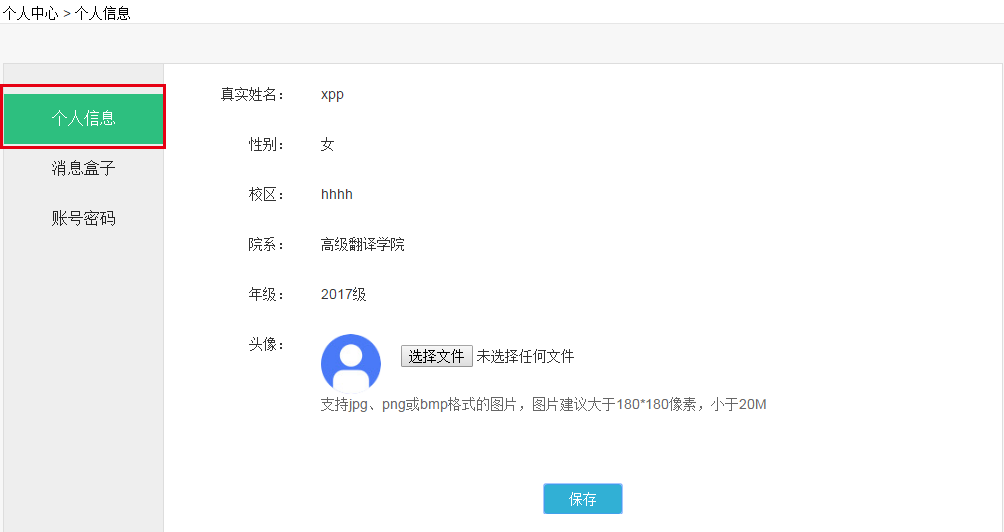 个人中心 > 个人信息
个人信息
消息盒子
账号密码
真实姓名： xpp
性别： 女
校区： hhhh
院系： 高级翻译学院
年级： 2017级
头像：
选择文件 未选择任何文件
支持jpg、png或bmp格式的图片，图片建议大于180*180像素，小于20M
保存